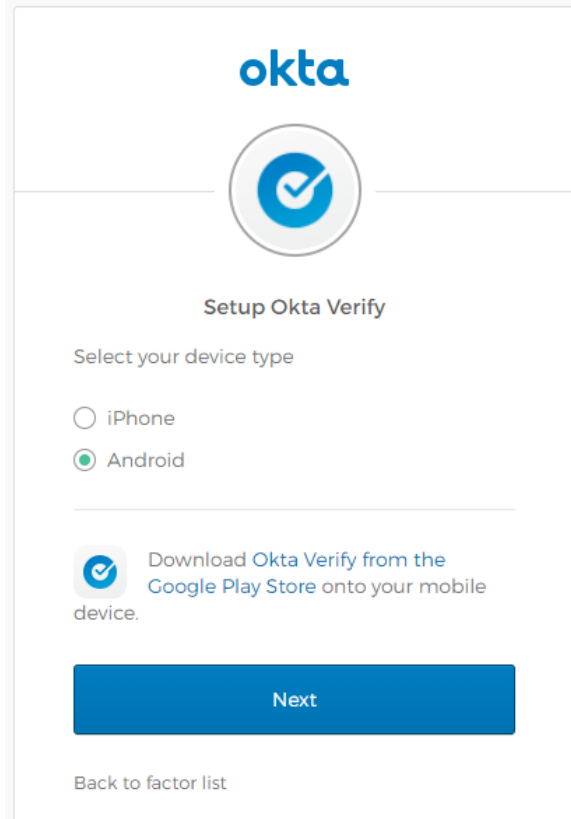 okta
Setup Okta Verify
Select your device type
iPhone
Android
Download Okta Verify from the
Google Play Store onto your mobile
device.
Next
Back to factor list